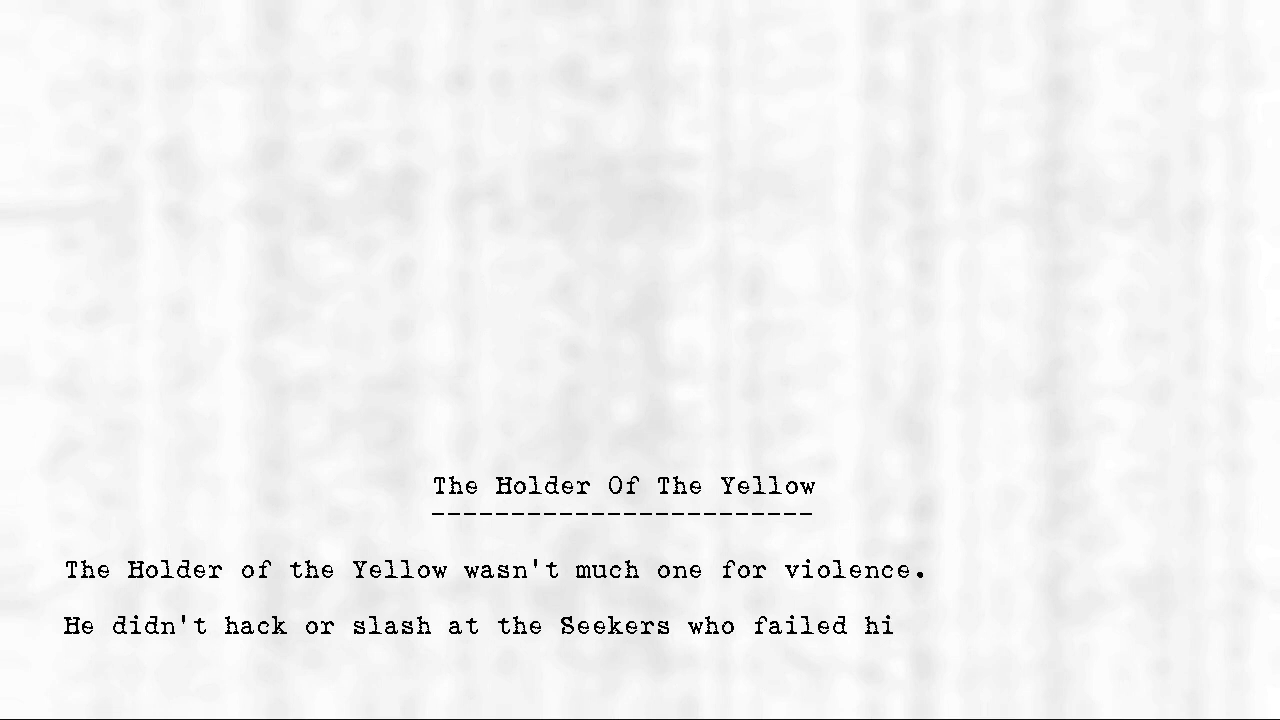 The Holder Of The Yellow
------------------------
The Holder of the Yellow wasn't much one for violence.
He didn't hack or slash at the Seekers who failed hi